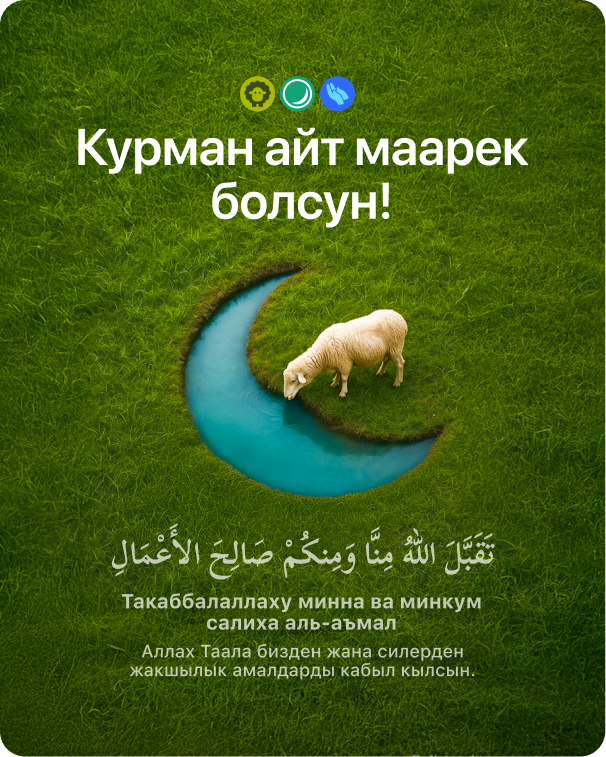 Курман айт маарек
болсун!
تَقَبَّلَ اللهُ مِنَّا وَمِنكُمْ صَالِحَ الأَعْمَالِ
Такаббалаллаху минна ва минкум
салиха аль-аъмал
Аллах Таала бизден жана силерден
жакшылык амалдарды кабыл кылсын.